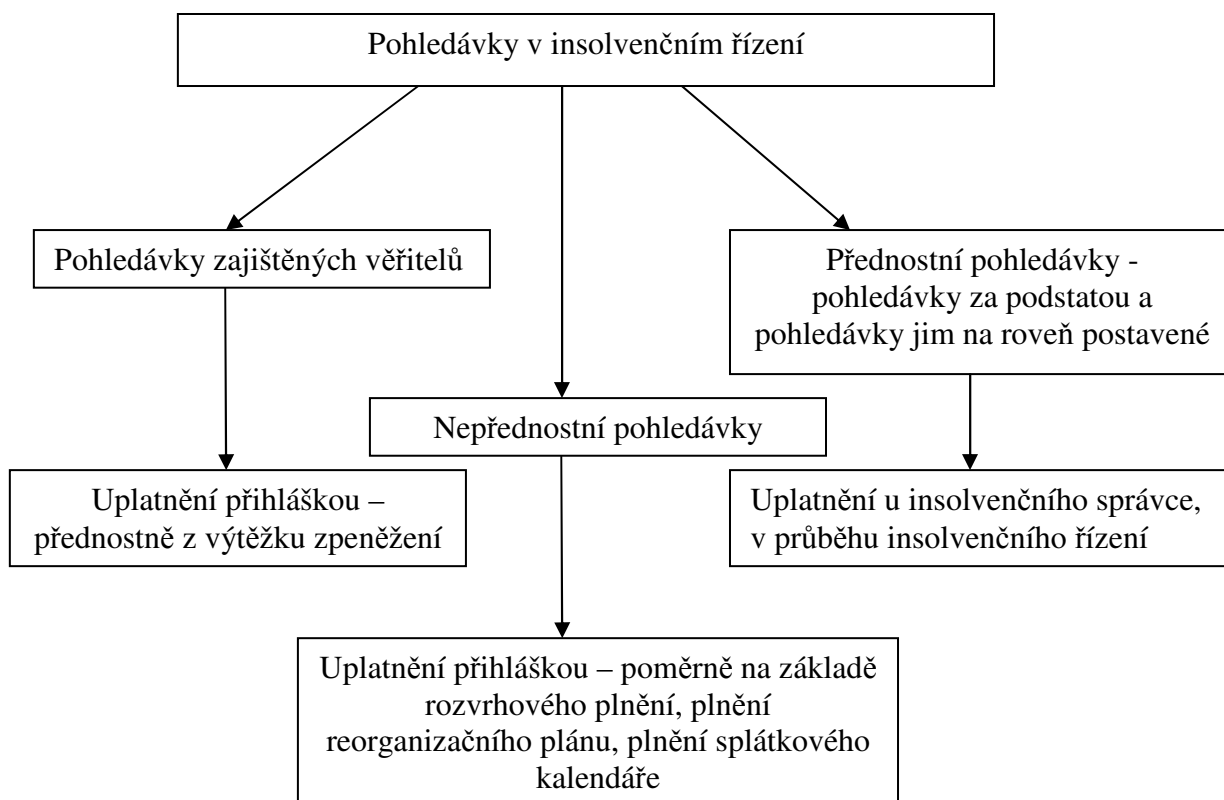 Pohledávky v insolvenčním řízení
Pohledávky zajištěných věřitelů
Přednostní pohledávky -
pohledávky za podstatou a
pohledávky jim na roveň postavené
Nepřednostní pohledávky
Uplatnění přihláškou –
přednostně z výtěžku zpeněžení
Uplatnění u insolvenčního správce,
v průběhu insolvenčního řízení
Uplatnění přihláškou – poměrně na základě
rozvrhového plnění, plnění
reorganizačního plánu, plnění splátkového
kalendáře